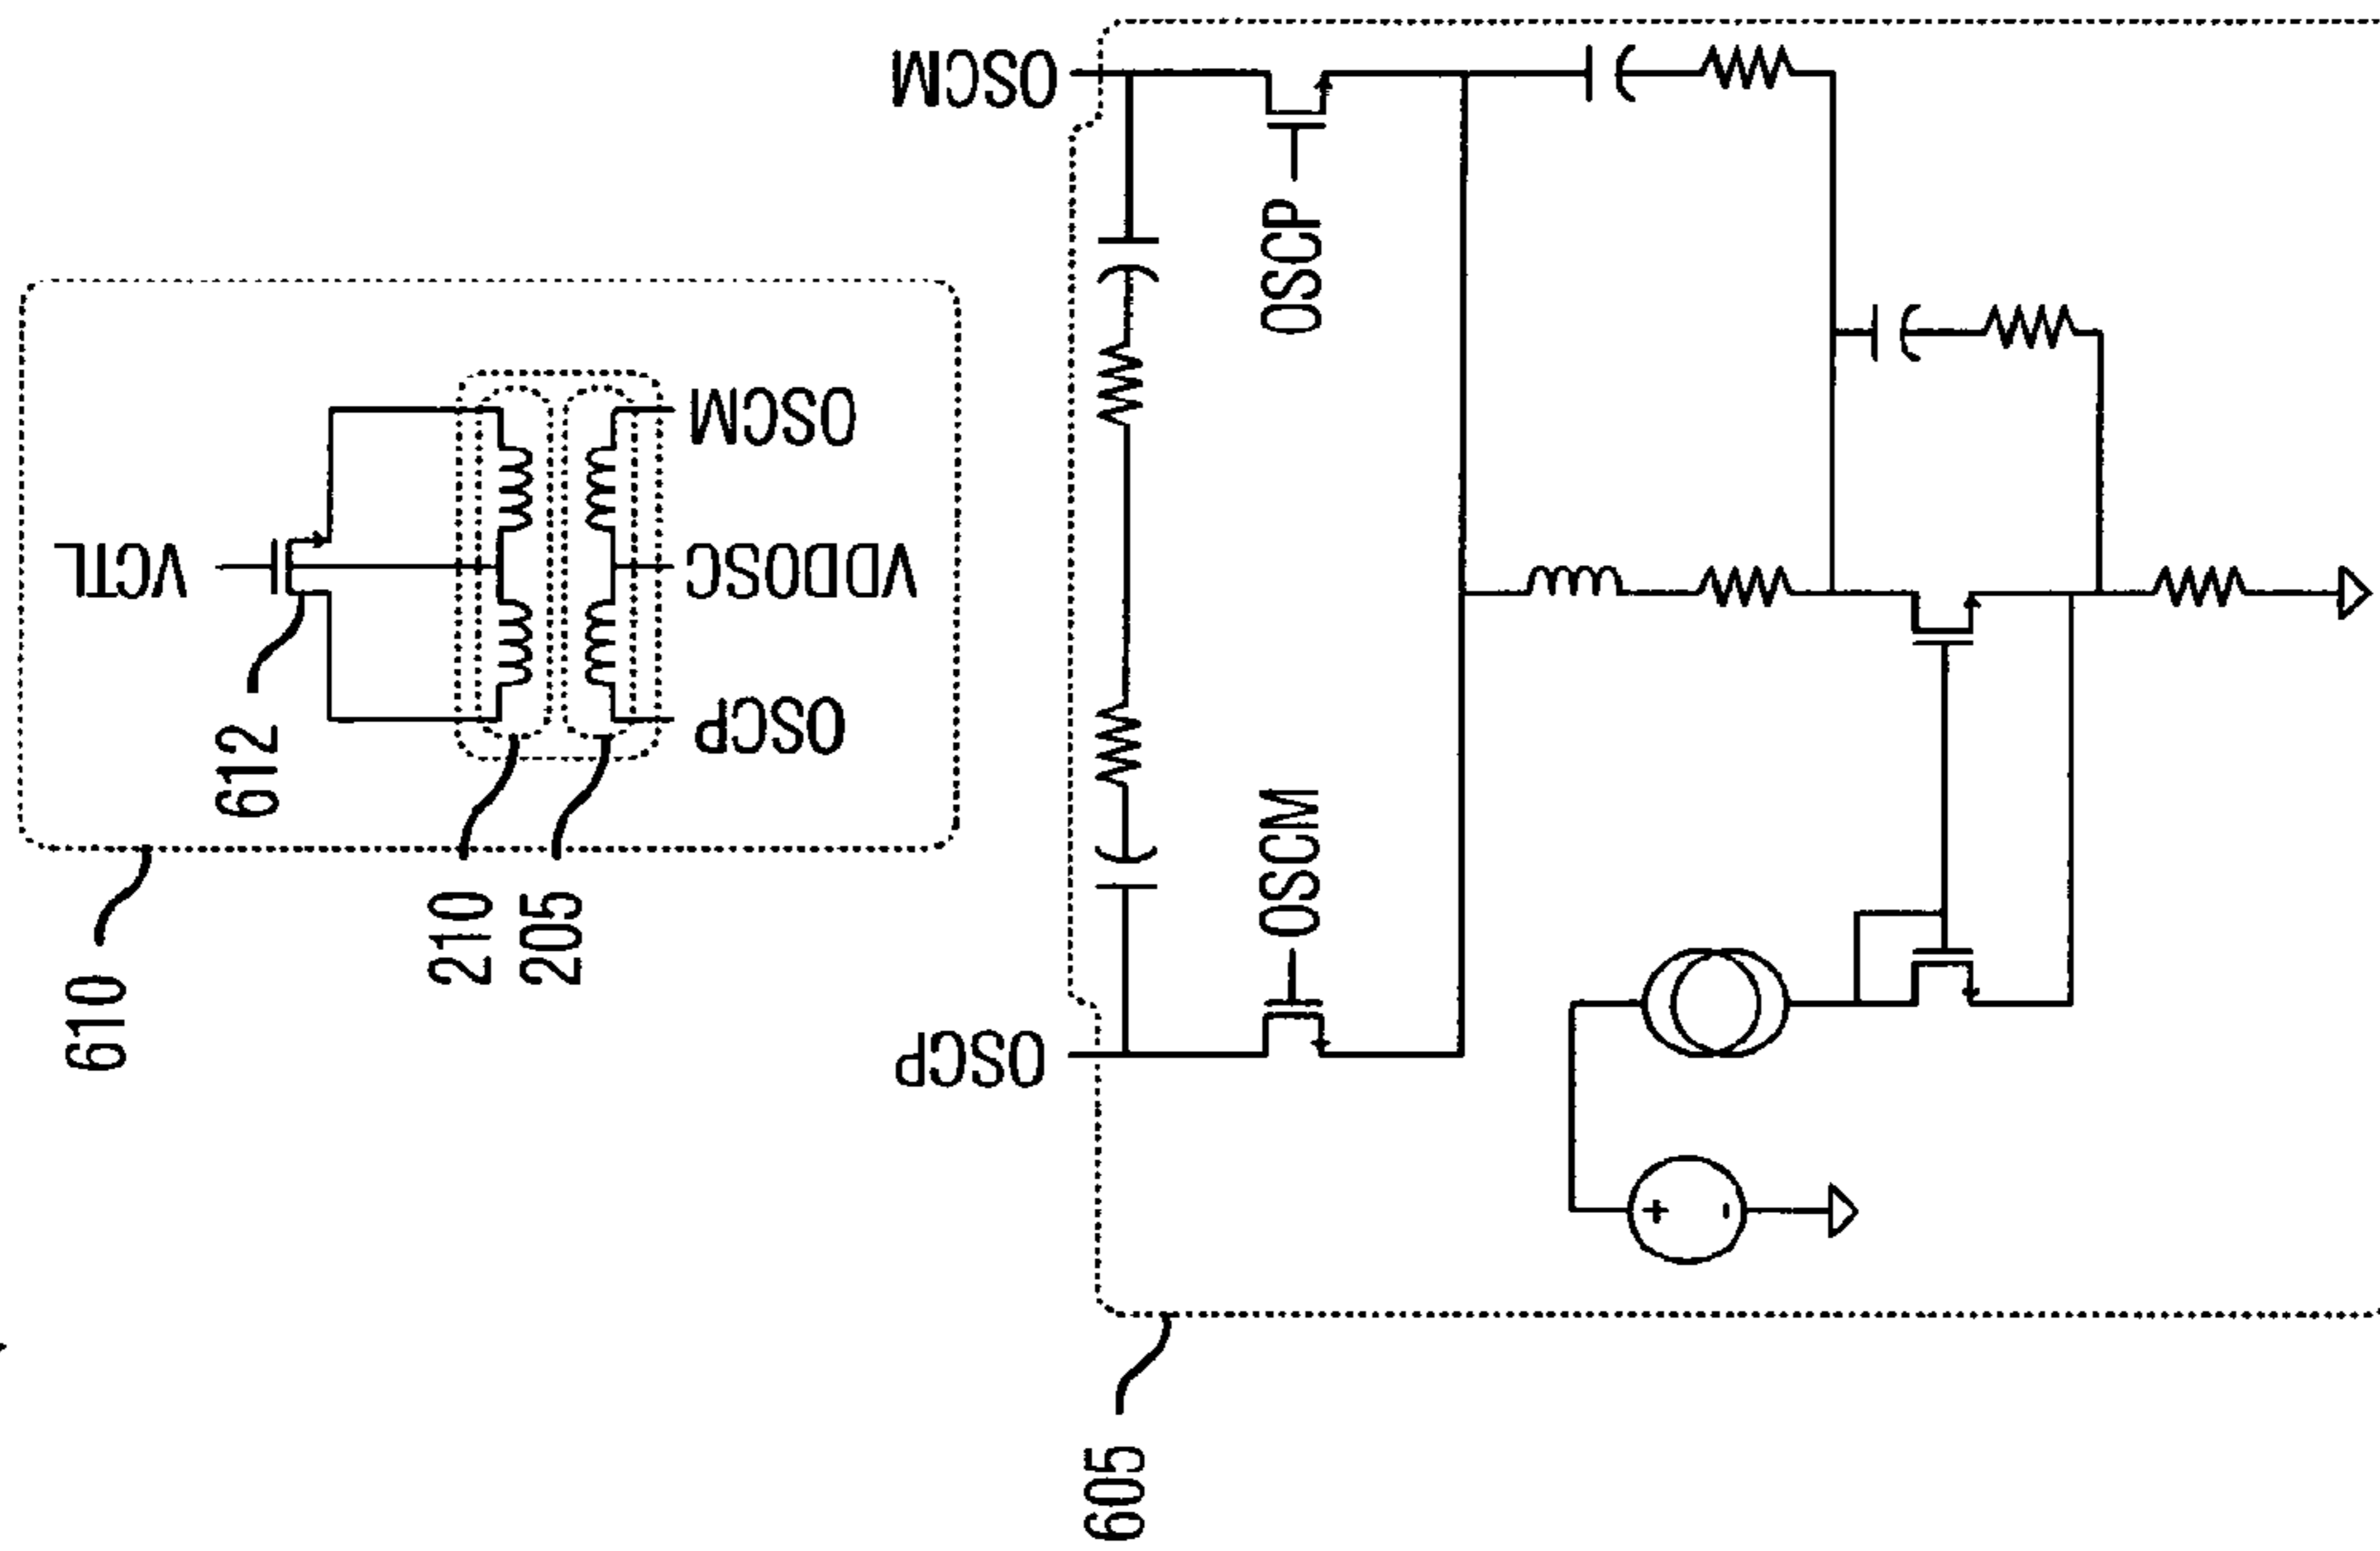 610
612
VCTL
210
205
OSCP
VDDOSC
OSCM
605
OSCP
OSCM
OSCM
OSCP
+
-